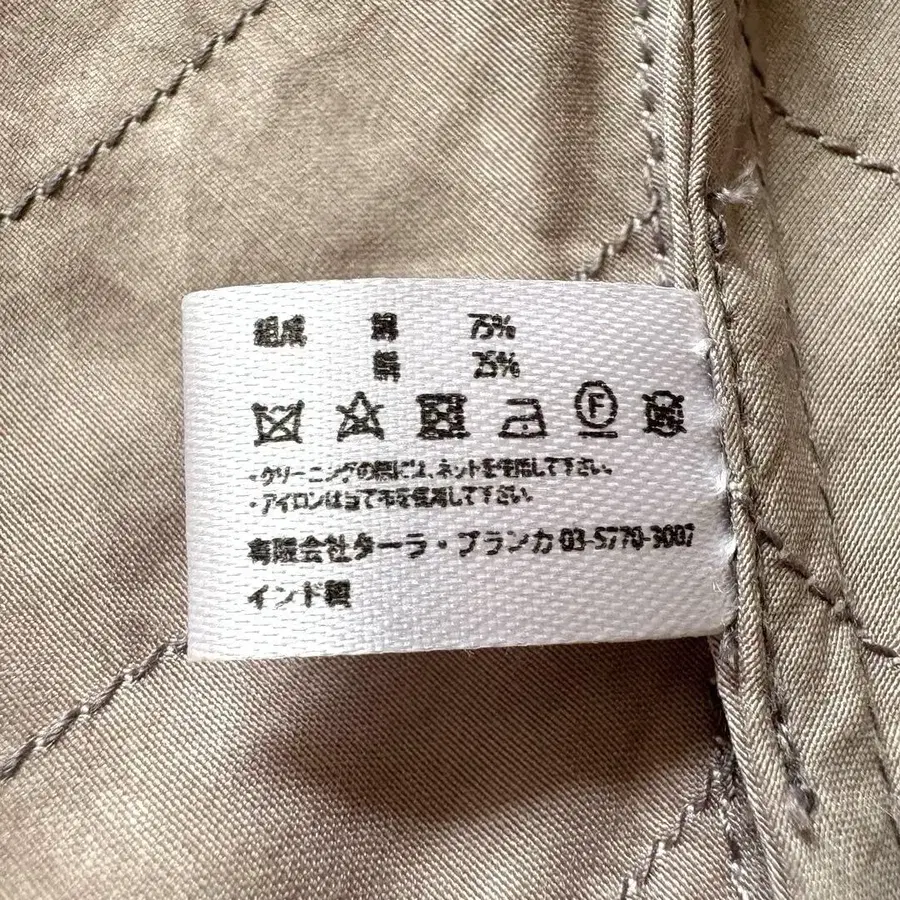 組成 綿 75%
絹 25%
F
・クリーニングの際には、ネットを使用して下さい。
・アイロンは当て布を使用して下さい。
有限会社ターラ・ブランカ 03-5770-3007
インド製